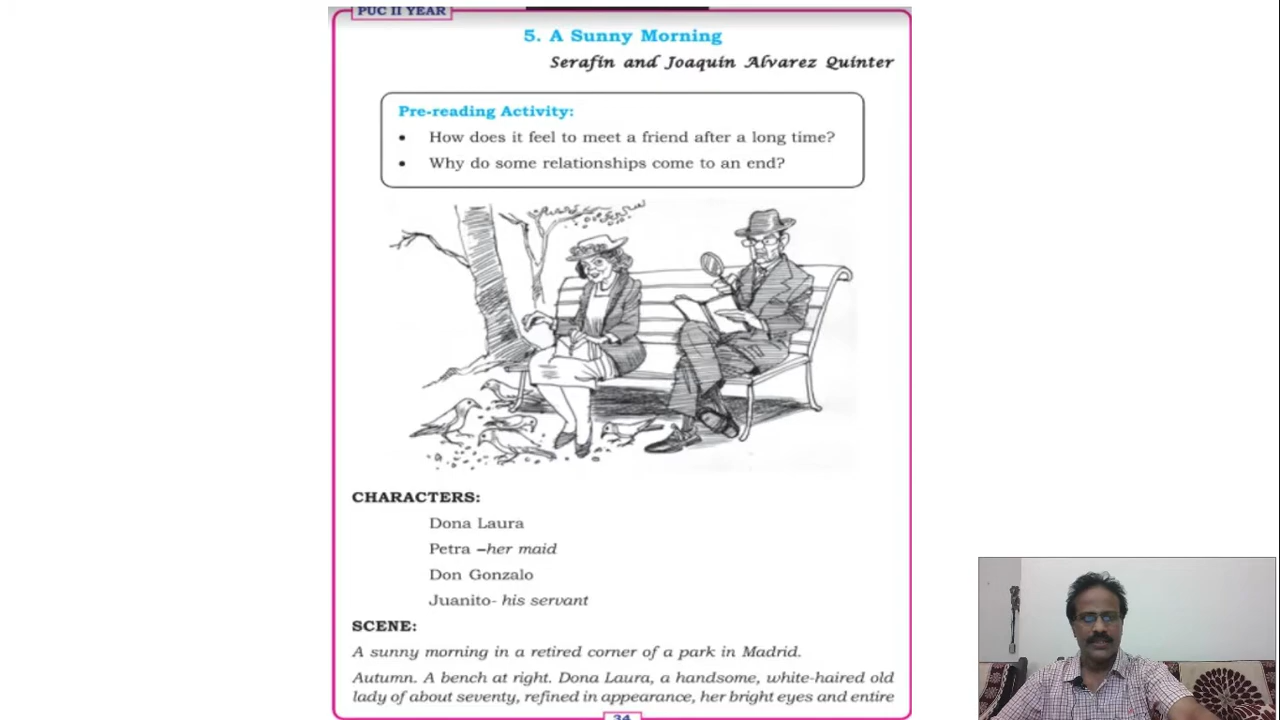 PUC II YEAR
5. A Sunny Morning
Serafin and Joaquin Alvarez Quinter
Pre-reading Activity:
• How does it feel to meet a friend after a long time?
• Why do some relationships come to an end?
CHARACTERS:
Dona Laura
Petra –her maid
Don Gonzalo
Juanito- his servant
SCENE:
A sunny morning in a retired corner of a park in Madrid.
Autumn. A bench at right. Dona Laura, a handsome, white-haired old
lady of about seventy, refined in appearance, her bright eyes and entire
34